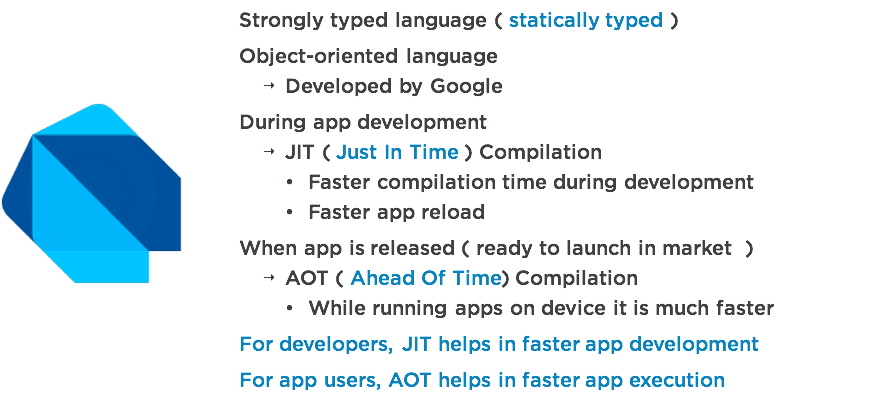 Strongly typed language ( statically typed )
Object-oriented language
→ Developed by Google
During app development
→ JIT ( Just In Time ) Compilation
• Faster compilation time during development
• Faster app reload
When app is released ( ready to launch in market )
→ AOT ( Ahead Of Time) Compilation
• While running apps on device it is much faster
For developers, JIT helps in faster app development
For app users, AOT helps in faster app execution